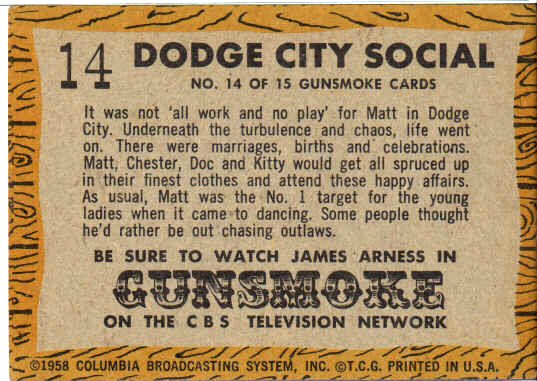 14 DODGE CITY SOCIAL
NO. 14 OF 15 GUNSMOKE CARDS
It was not 'all work and no play' for Matt in Dodge
City. Underneath the turbulence and chaos, life went
on. There were marriages, births and celebrations.
Matt, Chester, Doc and Kitty would get all spruced up
in their finest clothes and attend these happy affairs.
As usual, Matt was the No. 1 target for the young
ladies when it came to dancing. Some people thought
he'd rather be out chasing outlaws.
BE SURE TO WATCH JAMES ARNESS IN
GUNSMOKE
ON THE CBS TELEVISION NETWORK
©1958 COLUMBIA BROADCASTING SYSTEM, INC. ©T.C.G. PRINTED IN U.S.A.